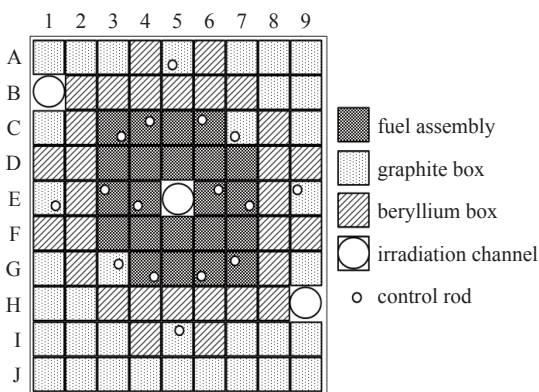 1 2 3 4 5 6 7 8 9
A
B
C
D
E
F
G
H
I
J
fuel assembly
graphite box
beryllium box
irradiation channel
control rod